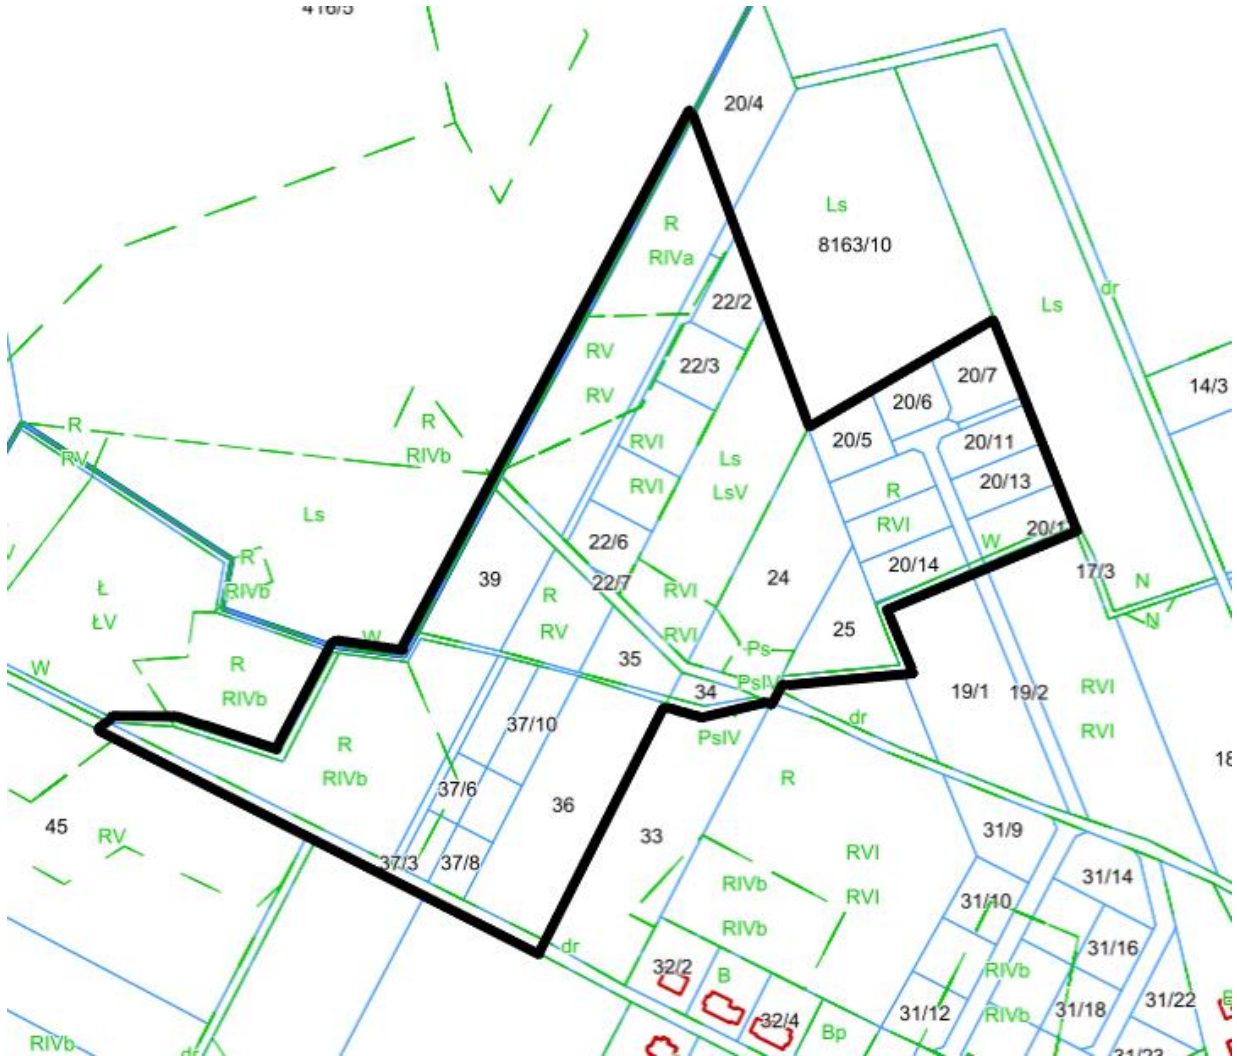 416/5
20/4
Ls
8163/10
R
RIVa
dr
Ls
22/2
RV
22/3
20/7
14/3
RV
20/6
R
R
20/5
20/11
RIVb
RV
RVI
Ls
RVI
LsV
20/13
R
Ls
RVI
20/1
22/6
W
R
39
22/7
24
20/14
17/3
N
RIVb
R
RVI
Ł
ŁV
RV
RVI
25
N
W
W
R
35
Ps
RIVb
34
PsIV
19/1
19/2
RVI
37/10
dr
PsIV
RVI
R
RIVb
R
18
37/6
36
45
RV
33
31/9
37/3
37/8
RVI
31/14
RIVb
RVI
31/10
RIVb
dr
31/16
32/2
B
RIVb
31/12
RIVb
31/18
31/22
32/4
Bp
RIVb
dr
31/23